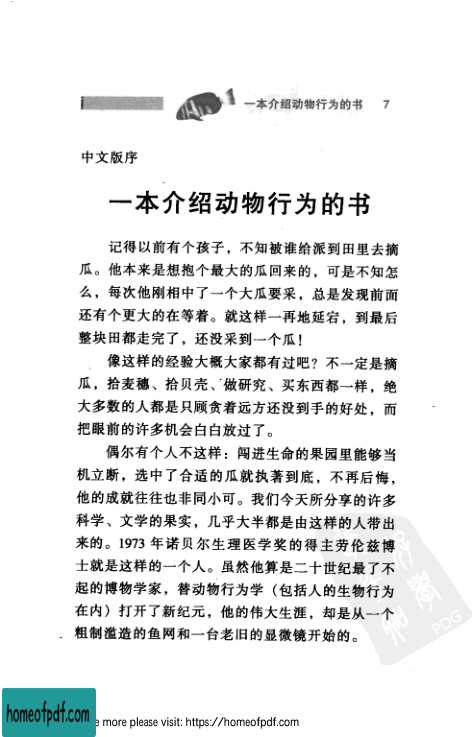 一本介绍动物行为的书 7
中文版序
一本介绍动物行为的书
记得以前有个孩子，不知被谁给派到田里去摘
瓜。他本来是想抱个最大的瓜回来的，可是不知怎
么，每次他刚相中了一个大瓜要采，总是发现前面
还有个更大的在等着。就这样一再地延宕，到最后
整块田都走完了，还没采到一个瓜！
像这样的经验大概大家都有过吧？不一定是摘
瓜，拾麦穗、拾贝壳、做研究、买东西都一样，绝
大多数的人都是只顾贪着远方还没到手的好处，而
把眼前的许多机会白白放过了。
偶尔有个人不这样：闯进生命的果园里能够当
机立断，选中了合适的瓜就执著到底，不再后悔，
他的成就往往也非同小可。我们今天所分享的许多
科学、文学的果实，几乎大半都是由这样的人带出
来的。1973 年诺贝尔生理医学奖的得主劳伦兹博
士就是这样的一个人。虽然他算是二十世纪最了不
起的博物学家，替动物行为学（包括人的生物行为
在内）打开了新纪元，他的伟大生涯，却是从一个
粗制滥造的鱼网和一台老旧的显微镜开始的。
PDG
homeofpdf.com
e more please visit: https://homeofpdf.com